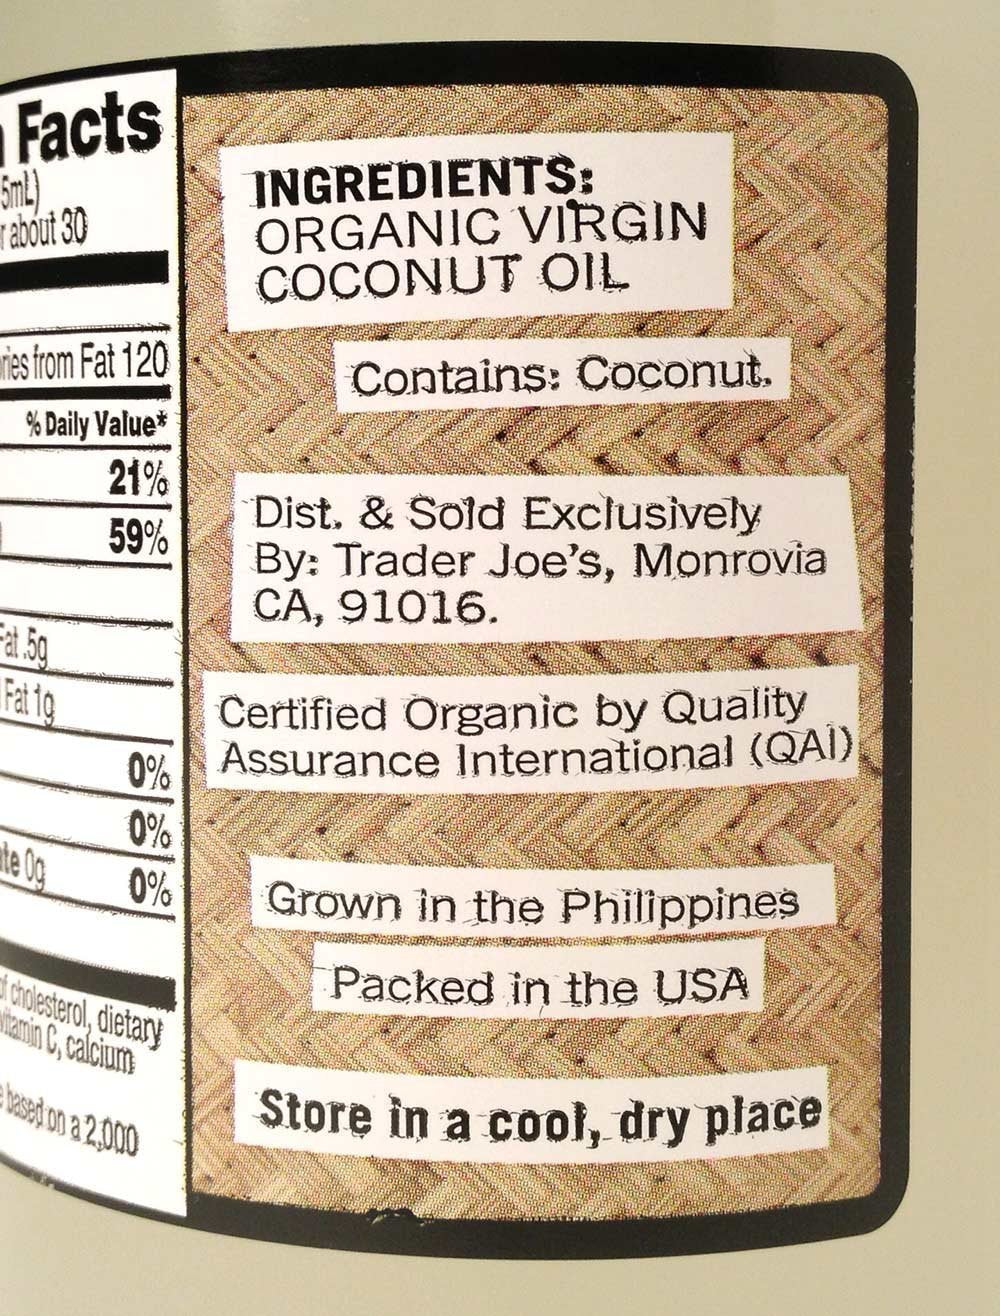 Facts
5mL)
about 30
from Fat 120
% Daily Value*
21%
59%
Fat .5g
Fat 1g
0%
0%
0g
0%
of cholesterol, dietary
vitamin C, calcium
based on a 2,000
INGREDIENTS:
ORGANIC VIRGIN
COCONUT OIL
Contains: Coconut.
Dist. & Sold Exclusively
By: Trader Joe's, Monrovia
CA, 91016.
Certified Organic by Quality
Assurance International (QAI)
Grown in the Philippines
Packed in the USA
Store in a cool, dry place